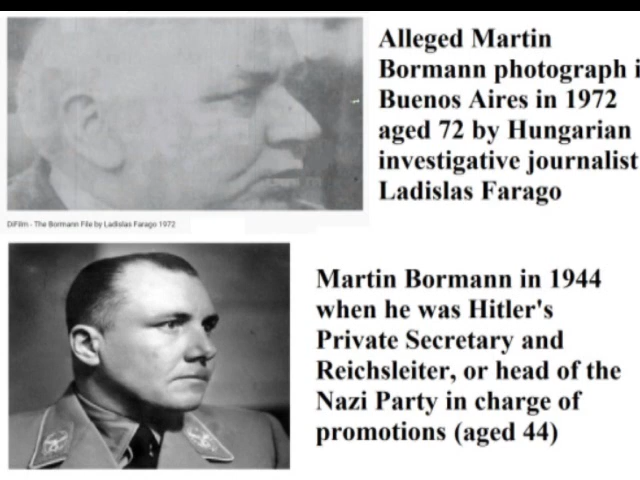 Alleged Martin
Bormann photograph i
Buenos Aires in 1972
aged 72 by Hungarian
investigative journalist
Ladislas Farago
DiFilm - The Bormann File by Ladislas Farago 1972
Martin Bormann in 1944
when he was Hitler's
Private Secretary and
Reichsleiter, or head of the
Nazi Party in charge of
promotions (aged 44)